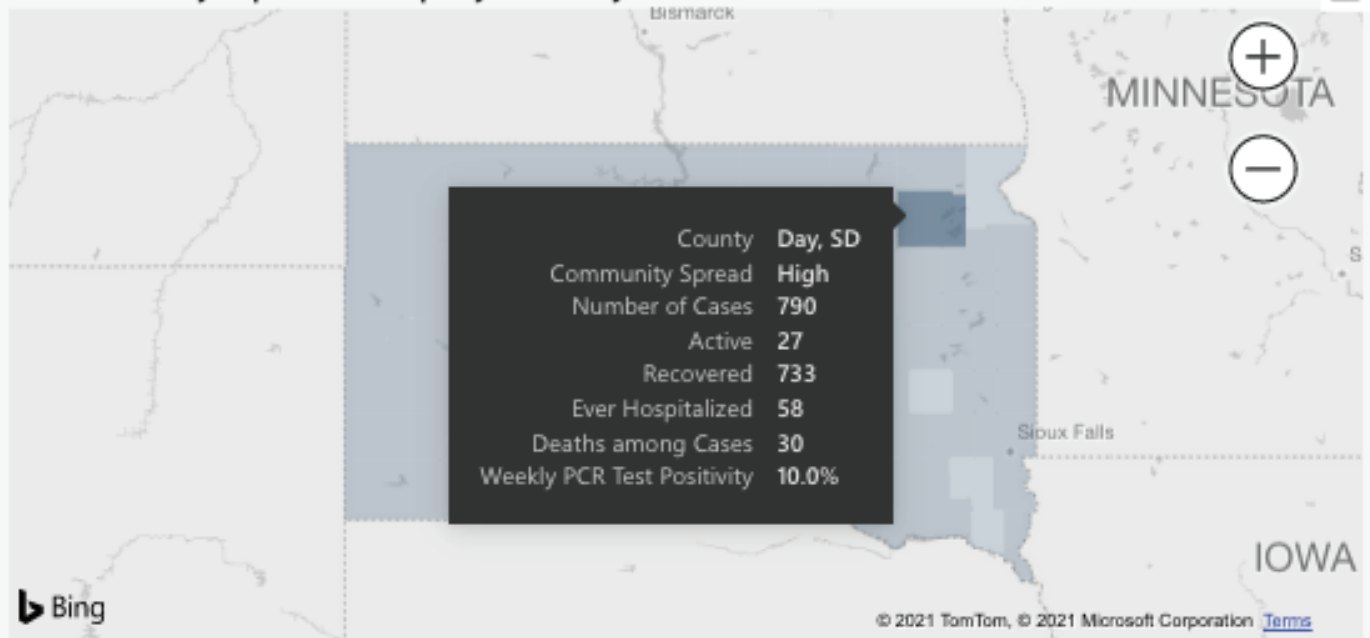 Bismarck
MINNESOTA
County Day, SD
Community Spread High
Number of Cases 790
Active 27
Recovered 733
Ever Hospitalized 58
Deaths among Cases 30
Weekly PCR Test Positivity 10.0%
Sioux Falls
IOWA
Bing
© 2021 TomTom, © 2021 Microsoft Corporation Terms